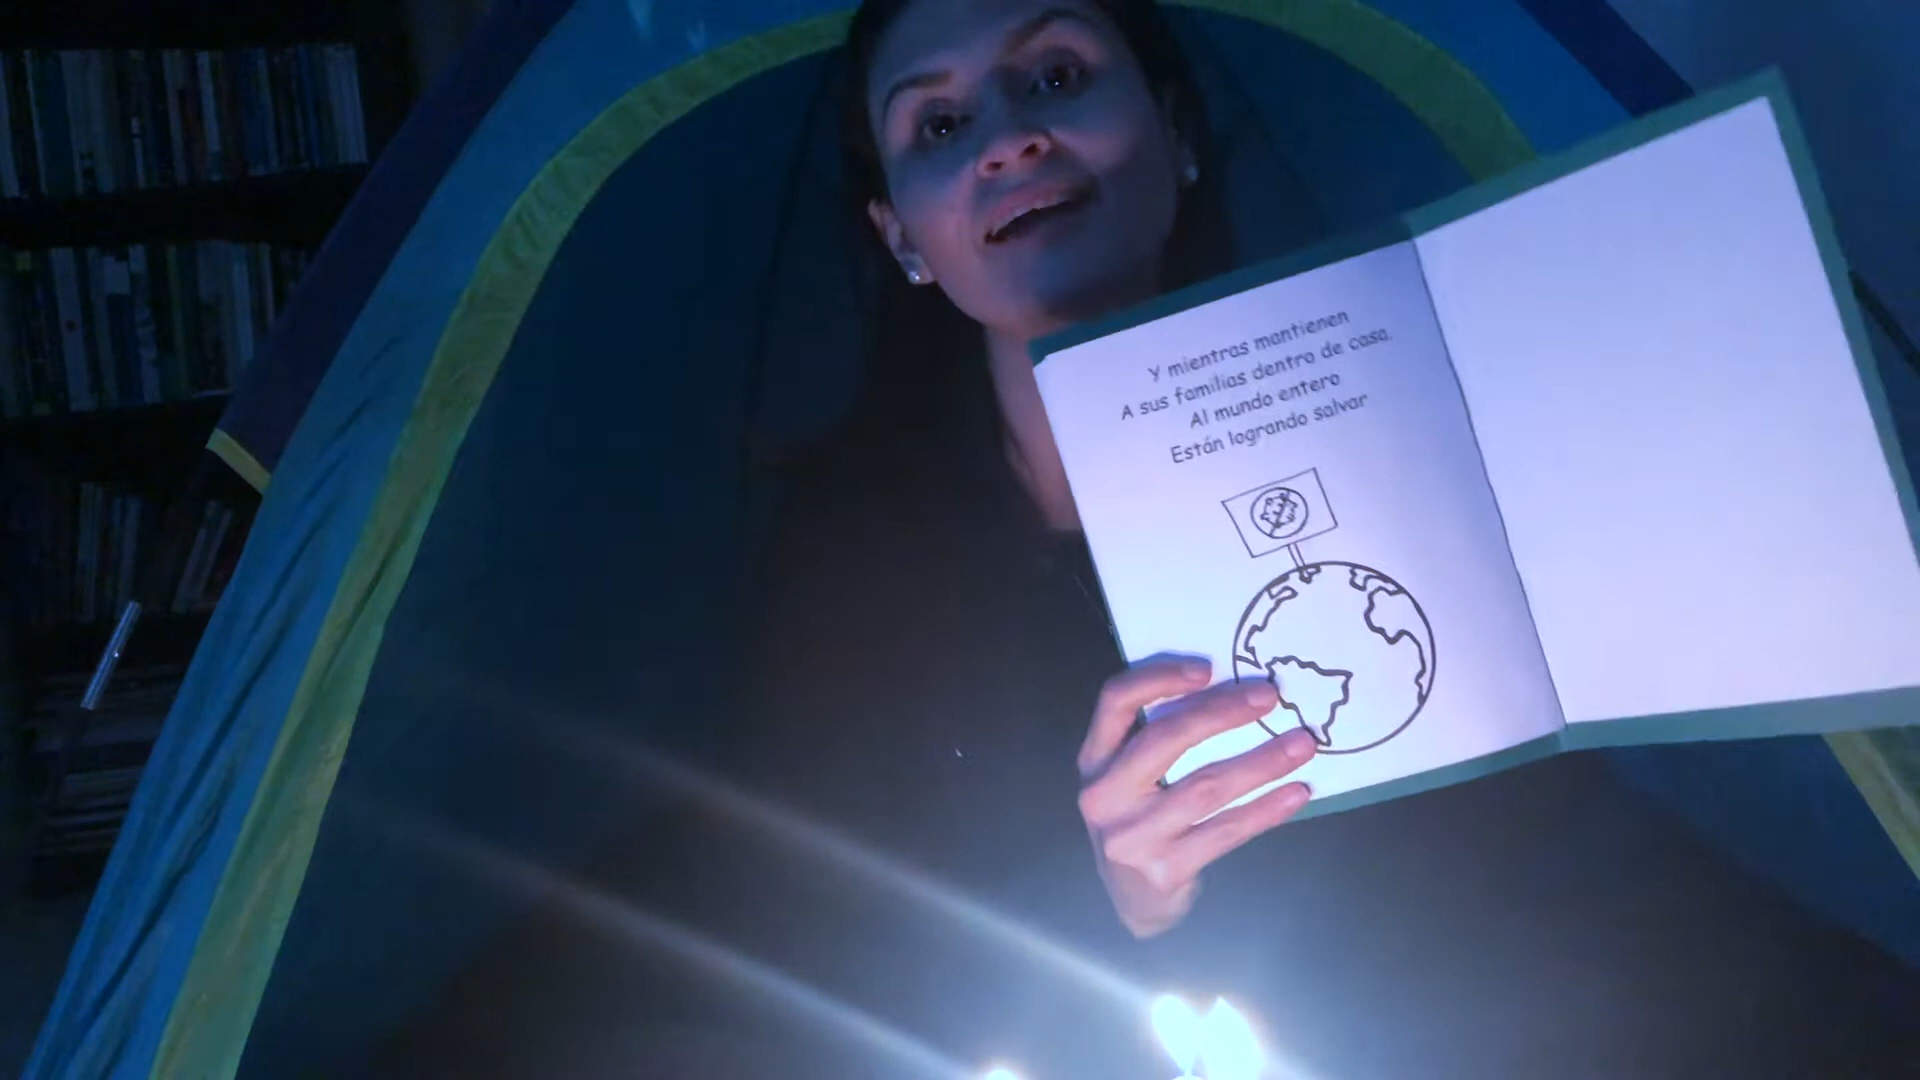 Y mientras mantienen
A sus familias dentro de casa.
Al mundo entero
Están logrando salvar